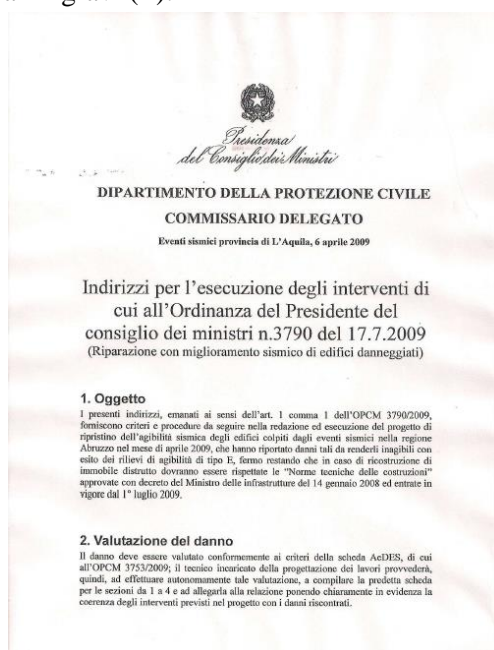 Presidenza
del Consiglio dei Ministri
DIPARTIMENTO DELLA PROTEZIONE CIVILE
COMMISSARIO DELEGATO
Eventi sismici provincia di L'Aquila, 6 aprile 2009
Indirizzi per l'esecuzione degli interventi di
cui all'Ordinanza del Presidente del
consiglio dei ministri n.3790 del 17.7.2009
(Riparazione con miglioramento sismico di edifici danneggiati)
1. Oggetto
I presenti indirizzi, emanati ai sensi dell'art. 1 comma 1 dell'OPCM 3790/2009,
forniscono criteri e procedure da seguire nella redazione ed esecuzione del progetto di
ripristino dell'agibilità sismica degli edifici colpiti dagli eventi sismici nella regione
Abruzzo nel mese di aprile 2009, che hanno riportato danni tali da renderli inagibili con
esito dei rilievi di agibilità di tipo E, fermo restando che in caso di ricostruzione di
immobile distrutto dovranno essere rispettate le "Norme tecniche delle costruzioni"
approvate con decreto del Ministro delle infrastrutture del 14 gennaio 2008 ed entrate in
vigore dal 1° luglio 2009.
2. Valutazione del danno
Il danno deve essere valutato conformemente ai criteri della scheda AeDES, di cui
all'OPCM 3753/2009; il tecnico incaricato della progettazione dei lavori provvederà,
quindi, ad effettuare autonomamente tale valutazione, a compilare la predetta scheda
per le sezioni da 1 a 4 e ad allegarla alla relazione ponendo chiaramente in evidenza la
coerenza degli interventi previsti nel progetto con i danni riscontrati.